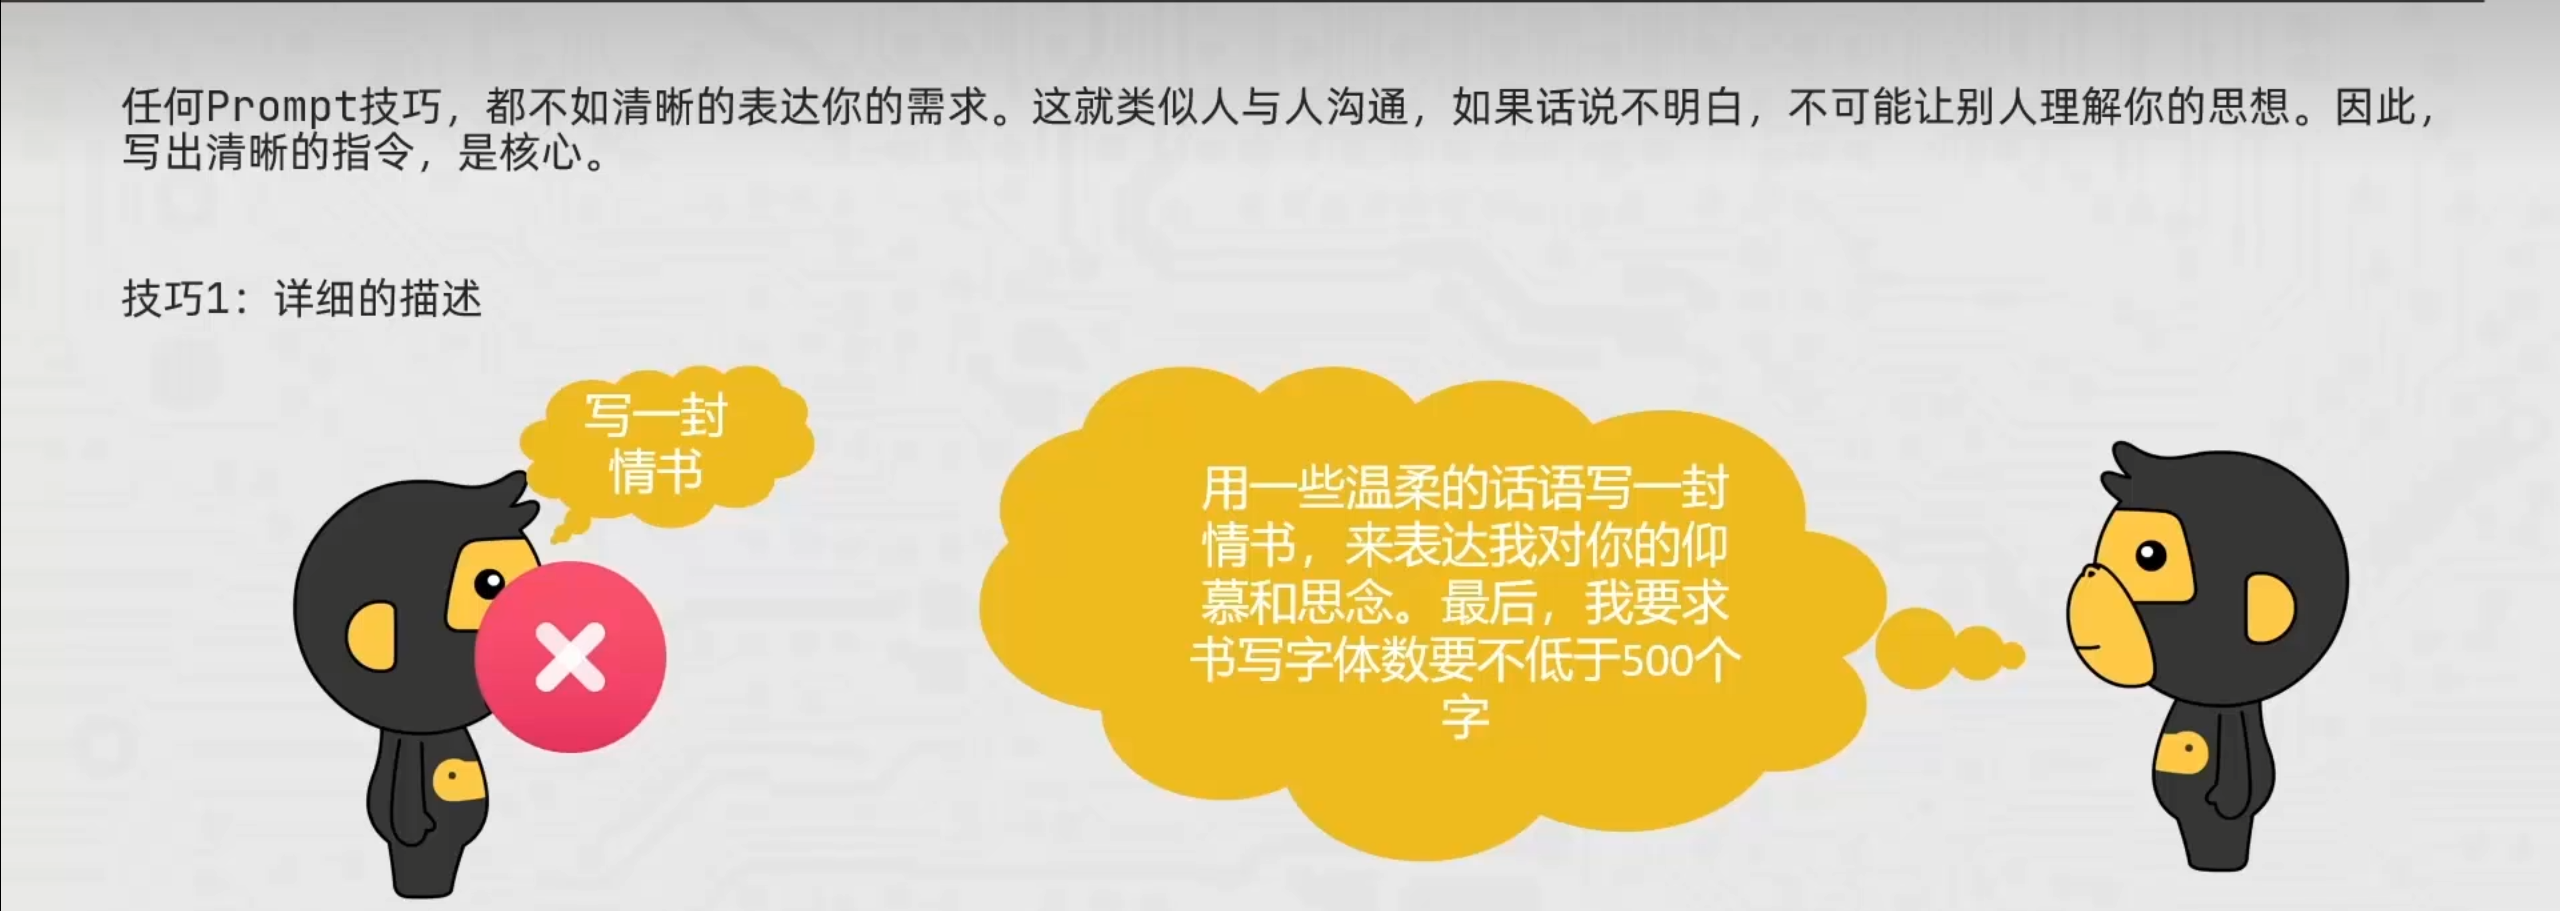 任何Prompt技巧，都不如清晰的表达你的需求。这就类似人与人沟通，如果话说不明白，不可能让别人理解你的思想。因此，
写出清晰的指令，是核心。
技巧1：详细的描述
写一封
情书
用一些温柔的话语写一封
情书，来表达我对你的仰
慕和思念。最后，我要求
书写字体数要不低于500个
字